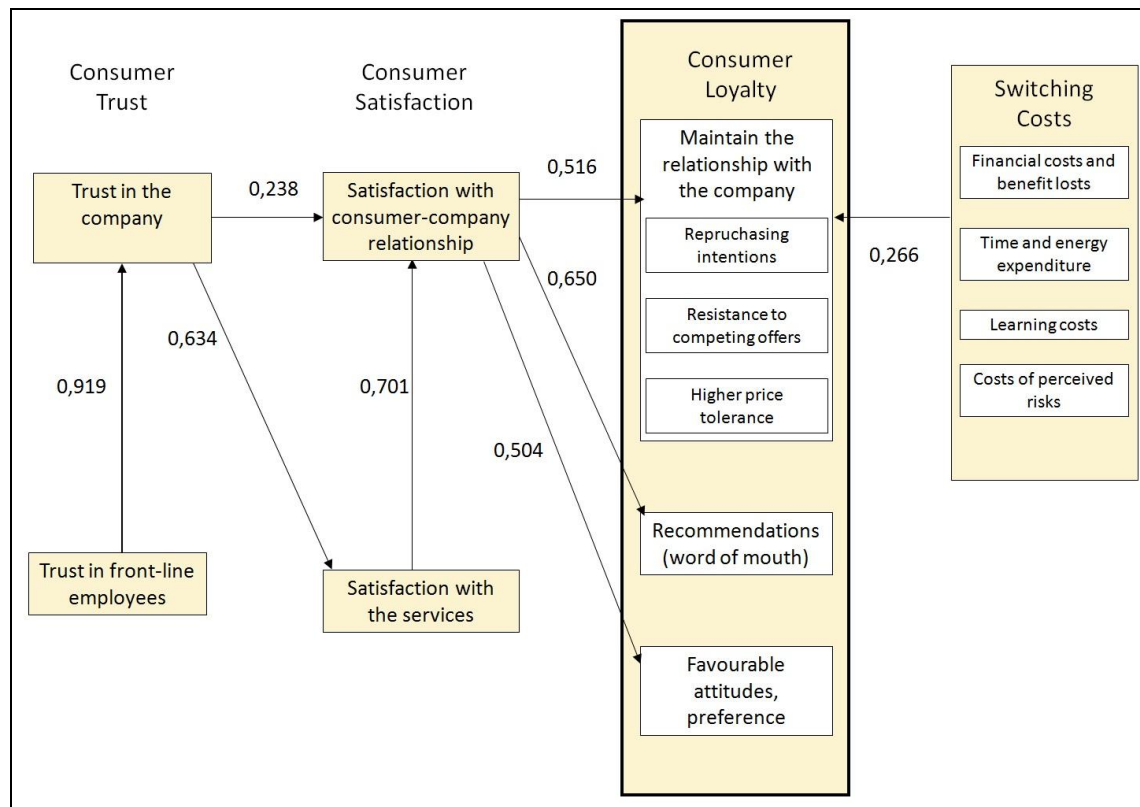 Consumer
Trust
Consumer
Satisfaction
Consumer
Loyalty
Switching
Costs
Trust in the
company
0,238
Satisfaction with
consumer-company
relationship
0,516
Maintain the
relationship with
the company
Repruchasing
intentions
Resistance to
competing offers
Higher price
tolerance
0,266
Financial costs and
benefit losts
Time and energy
expenditure
Learning costs
Costs of perceived
risks
0,650
0,634
0,919
0,701
0,504
Trust in front-line
employees
Satisfaction with
the services
Recommendations
(word of mouth)
Favourable
attitudes,
preference